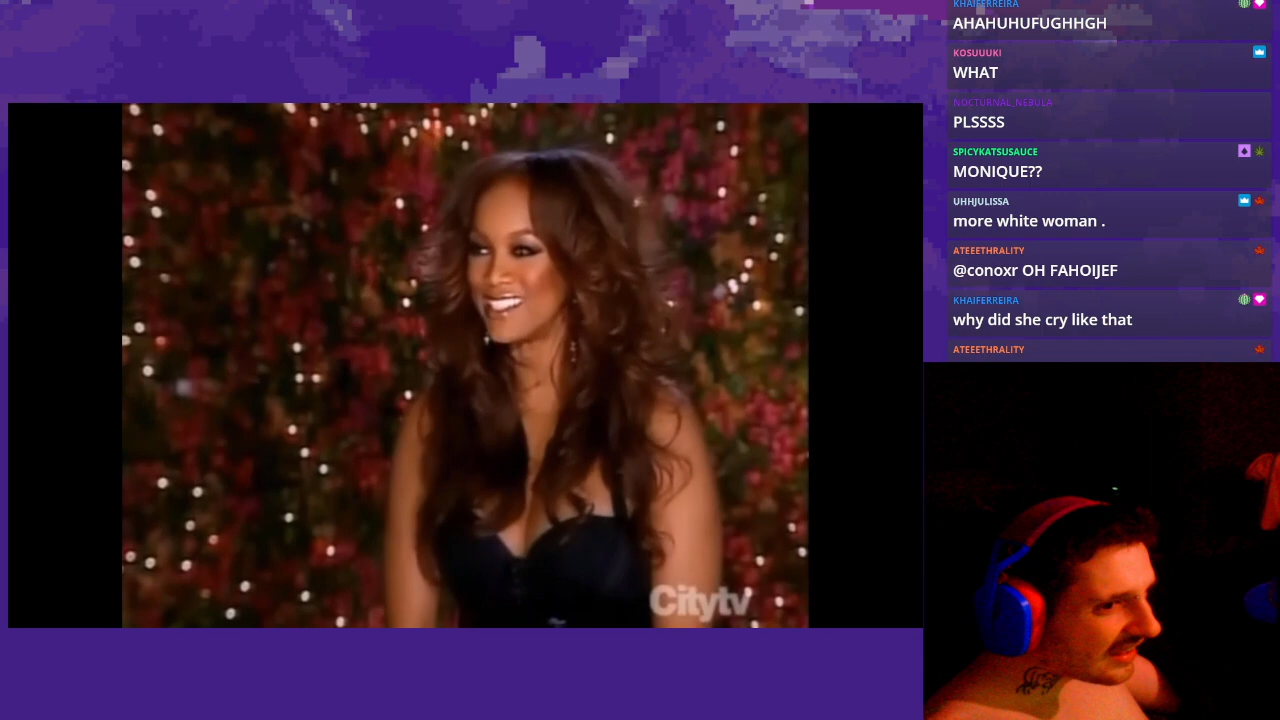 KHAIFERREIRA
AHAHUHUFUGHHGH
KOSUUUKI
WHAT
NOCTURNAL_NEBULA
PLSSSS
SPICYKATSUSAUCE
MONIQUE??
UHHJULISSA
more white woman .
ATEEETHRALITY
@conoxr OH FAHOIJEF
KHAIFERREIRA
why did she cry like that
ATEEETHRALITY
Citytv